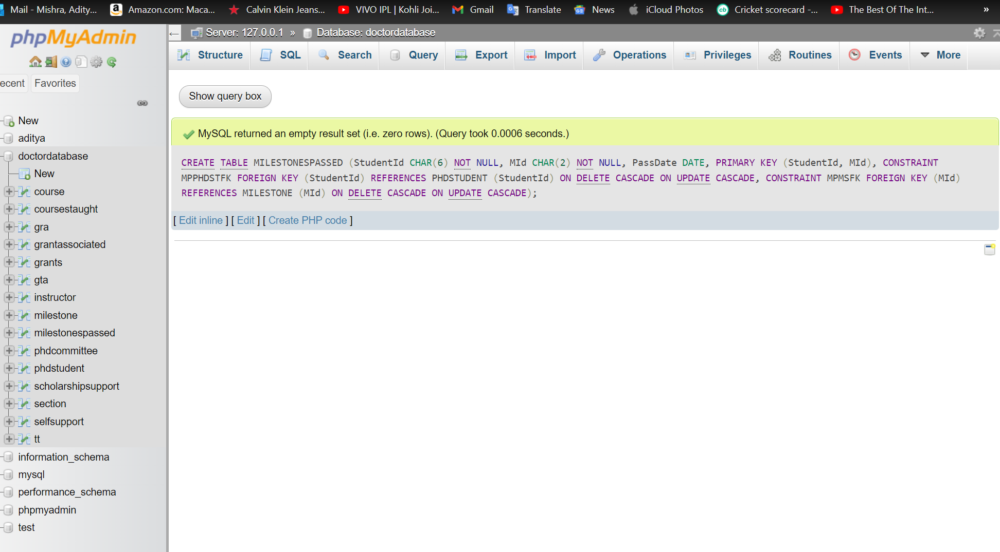 Mail - Mishra, Adity...
Amazon.com: Maca...
Calvin Klein Jeans...
VIVO IPL | Kohli Joi...
Gmail
Translate
News
iCloud Photos
cb Cricket scorecard -...
The Best Of The Int...
»
phpMyAdmin
ecent
Favorites
New
aditya
doctordatabase
New
course
coursestaught
gra
grantassociated
grants
gta
instructor
milestone
milestonespassed
phdcommittee
phdstudent
scholarshipsupport
section
selfsupport
tt
information_schema
mysql
performance_schema
phpmyadmin
test
Server: 127.0.0.1 » Database: doctordatabase
Structure
SQL
Search
Query
Export
Import
Operations
Privileges
Routines
Events
More
Show query box
MySQL returned an empty result set (i.e. zero rows). (Query took 0.0006 seconds.)
CREATE TABLE MILESTONESPASSED (StudentId CHAR(6) NOT NULL, MId CHAR(2) NOT NULL, PassDate DATE, PRIMARY KEY (StudentId, MId), CONSTRAINT
MPPHDSTFK FOREIGN KEY (StudentId) REFERENCES PHDSTUDENT (StudentId) ON DELETE CASCADE ON UPDATE CASCADE, CONSTRAINT MPMSFK FOREIGN KEY (MId)
REFERENCES MILESTONE (MId) ON DELETE CASCADE ON UPDATE CASCADE);
[ Edit inline ] [ Edit ] [ Create PHP code ]